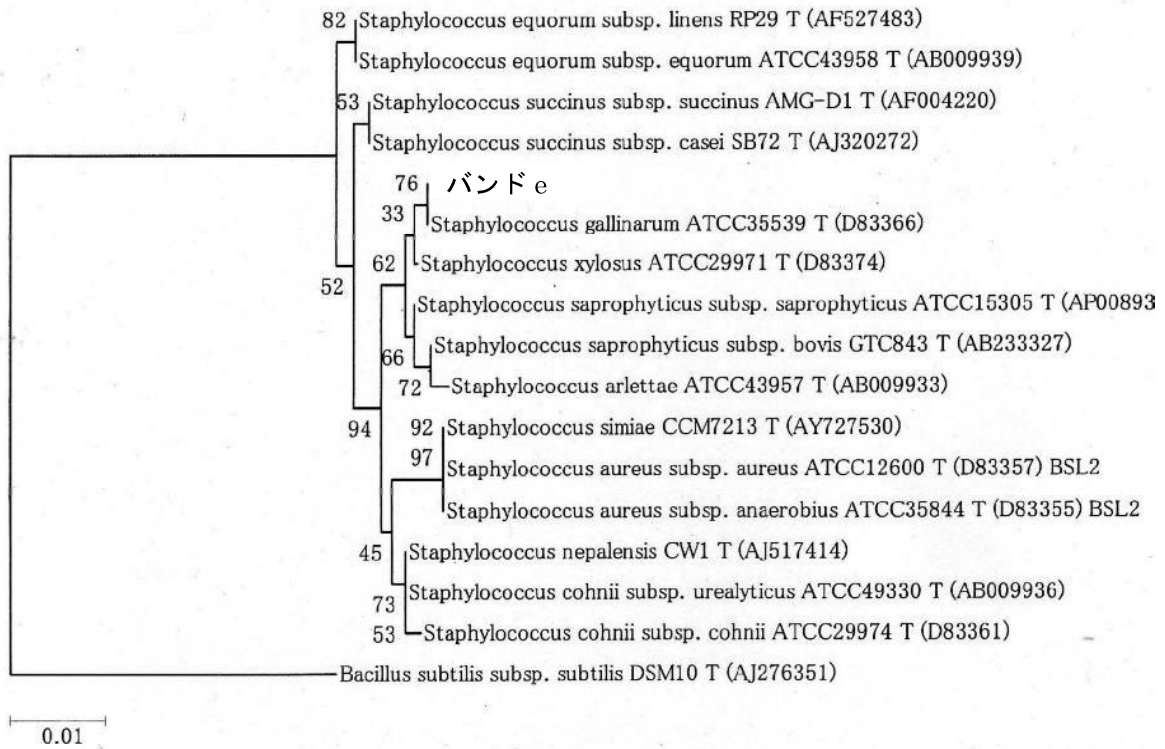 82
Staphylococcus equorum subsp. linens RP29 T (AF527483)
Staphylococcus equorum subsp. equorum ATCC43958 T (AB009939)
53
Staphylococcus succinus subsp. succinus AMG-D1 T (AF004220)
Staphylococcus succinus subsp. casei SB72 T (AJ320272)
76
バンド e
33
Staphylococcus gallinarum ATCC35539 T (D83366)
62
Staphylococcus xylosus ATCC29971 T (D83374)
52
Staphylococcus saprophyticus subsp. saprophyticus ATCC15305 T (AP00893
Staphylococcus saprophyticus subsp. bovis GTC843 T (AB233327)
66
72
Staphylococcus arlettae ATCC43957 T (AB009933)
94
92
Staphylococcus simiae CCM7213 T (AY727530)
97
Staphylococcus aureus subsp. aureus ATCC12600 T (D83357) BSL2
Staphylococcus aureus subsp. anaerobius ATCC35844 T (D83355) BSL2
45
Staphylococcus nepalensis CW1 T (AJ517414)
Staphylococcus cohnii subsp. urealyticus ATCC49330 T (AB009936)
73
53
Staphylococcus cohnii subsp. cohnii ATCC29974 T (D83361)
Bacillus subtilis subsp. subtilis DSM10 T (AJ276351)
0.01